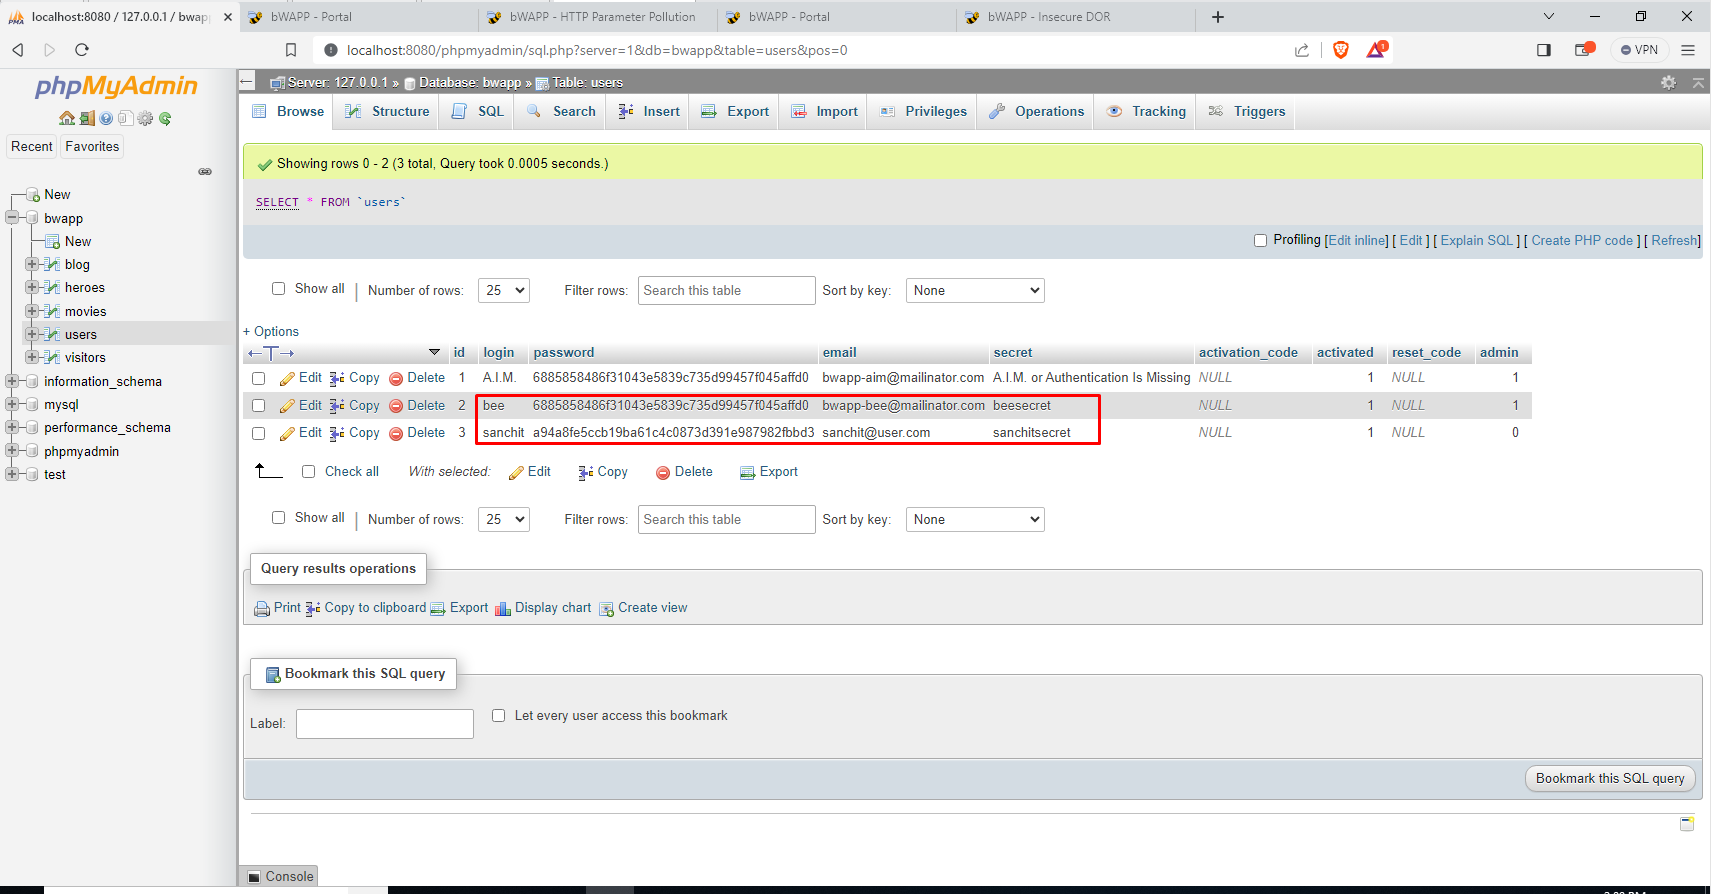 localhost:8080 / 127.0.0.1 / bwapp
bWAPP - Portal
bWAPP - HTTP Parameter Pollution
bWAPP - Portal
bWAPP - Insecure DOR
localhost:8080/phpmyadmin/sql.php?server=1&db=bwapp&table=users&pos=0
1
VPN
phpMyAdmin
Recent Favorites
New
bwapp
New
blog
heroes
movies
users
visitors
information_schema
mysql
performance_schema
phpmyadmin
test
Server: 127.0.0.1 » Database: bwapp » Table: users
Browse Structure SQL Search Insert Export Import Privileges Operations Tracking Triggers
Showing rows 0 - 2 (3 total, Query took 0.0005 seconds.)
SELECT * FROM `users`
Profiling [Edit inline] [ Edit ] [ Explain SQL ] [ Create PHP code ] [ Refresh]
Show all | Number of rows: 25 Filter rows: Search this table Sort by key: None
+ Options
←T→ id login password email secret activation_code activated reset_code admin
Edit Copy Delete 1 A.I.M. 6885858486f31043e5839c735d99457f045affd0 bwapp-aim@mailinator.com A.I.M. or Authentication Is Missing NULL 1 NULL 1
Edit Copy Delete 2 bee 6885858486f31043e5839c735d99457f045affd0 bwapp-bee@mailinator.com beesecret NULL 1 NULL 1
Edit Copy Delete 3 sanchit a94a8fe5ccb19ba61c4c0873d391e987982fbbd3 sanchit@user.com sanchitsecret NULL 1 NULL 0
Check all With selected: Edit Copy Delete Export
Show all | Number of rows: 25 Filter rows: Search this table Sort by key: None
Query results operations
Print Copy to clipboard Export Display chart Create view
Bookmark this SQL query
Label: Let every user access this bookmark
Bookmark this SQL query
Console